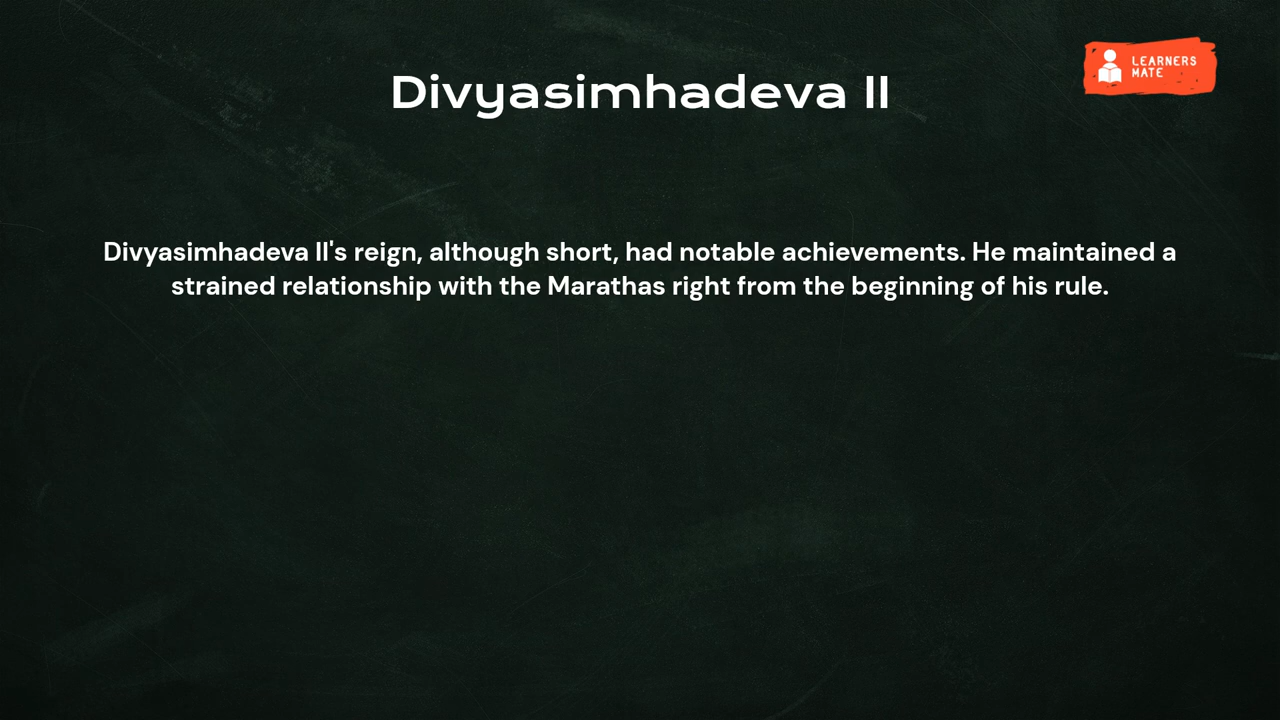 LEARNERS
MATE
Divyasimhadeva II
Divyasimhadeva II's reign, although short, had notable achievements. He maintained a
strained relationship with the Marathas right from the beginning of his rule.